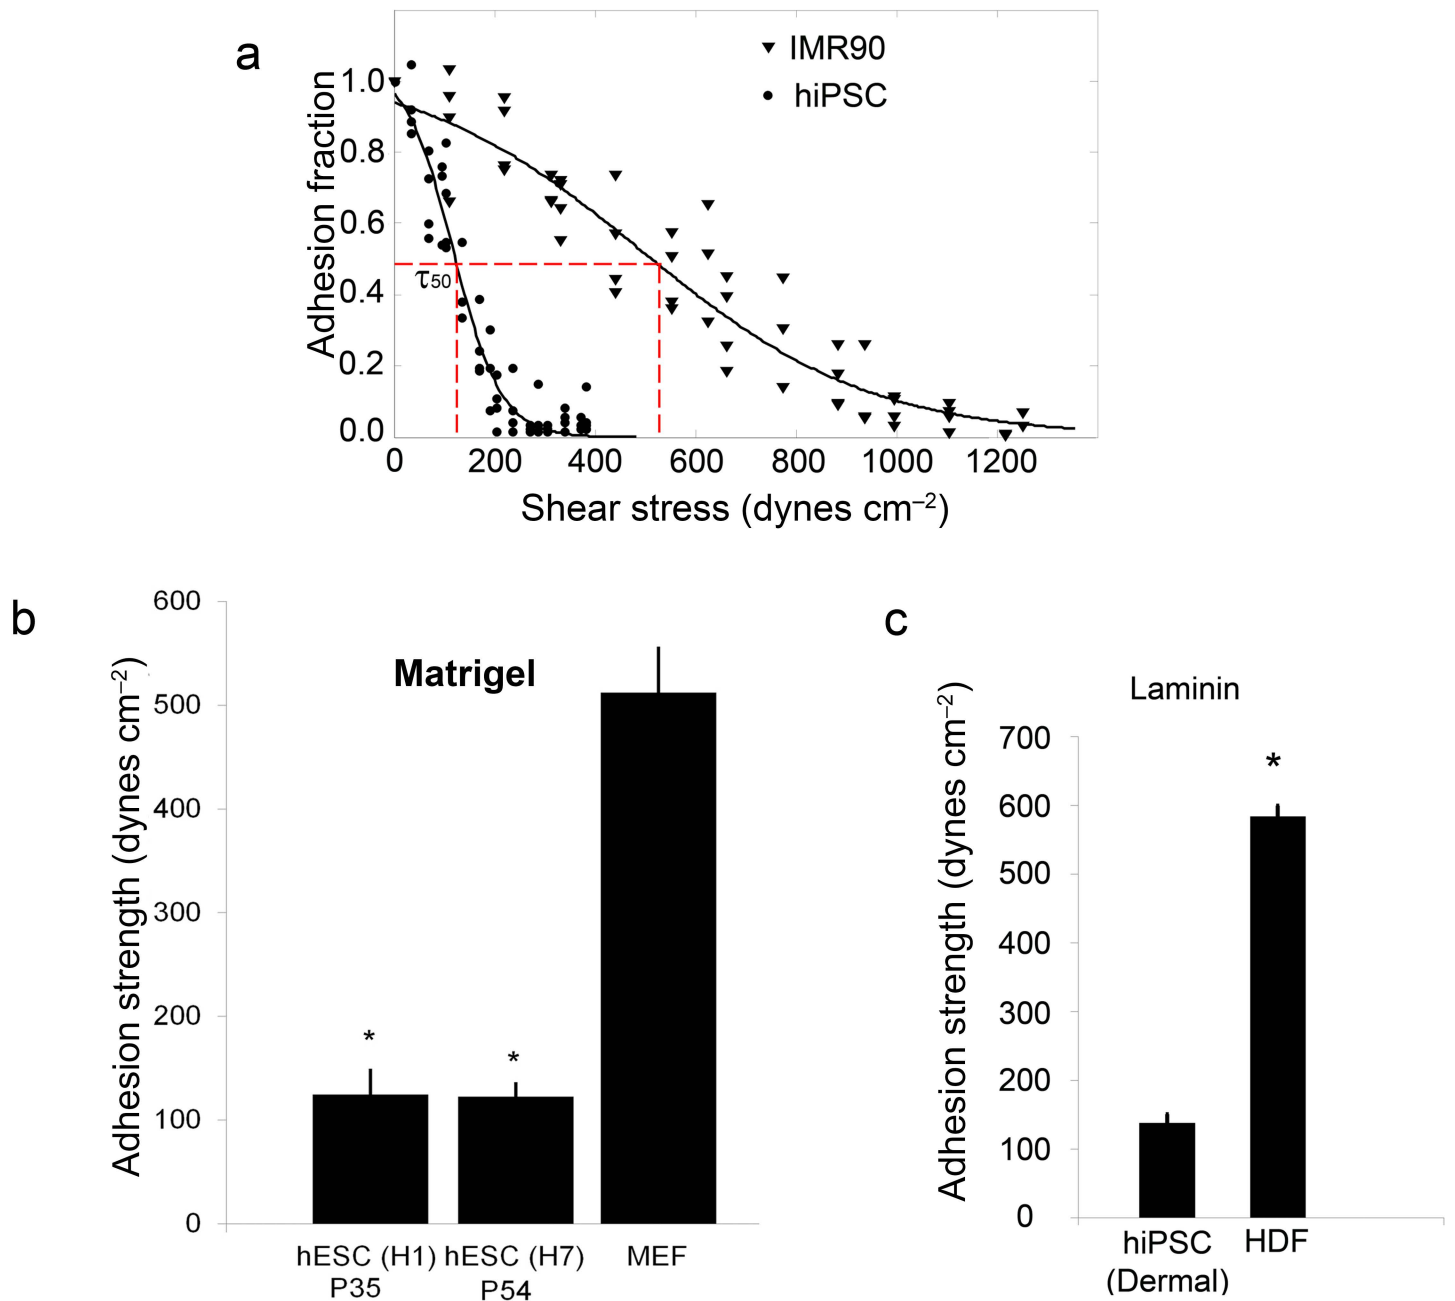 a
IMR90
hiPSC
Adhesion fraction
1.0
0.8
0.6
0.4
0.2
0.0
τ50
0 200 400 600 800 1000 1200
Shear stress (dynes cm–2)
b
Matrigel
Adhesion strength (dynes cm–2)
600
500
400
300
200
100
0
*
*
hESC (H1) hESC (H7) MEF
P35 P54
c
Laminin
Adhesion strength (dynes cm–2)
700
600
500
400
300
200
100
0
*
hiPSC HDF
(Dermal)